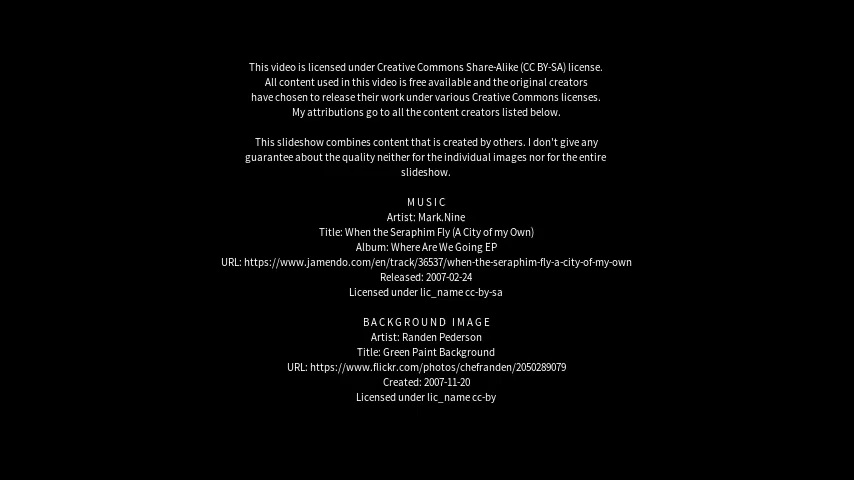 This video is licensed under Creative Commons Share-Alike (CC BY-SA) license.
All content used in this video is free available and the original creators
have chosen to release their work under various Creative Commons licenses.
My attributions go to all the content creators listed below.
This slideshow combines content that is created by others. I don't give any
guarantee about the quality neither for the individual images nor for the entire
slideshow.
M U S I C
Artist: Mark.Nine
Title: When the Seraphim Fly (A City of my Own)
Album: Where Are We Going EP
URL: https://www.jamendo.com/en/track/36537/when-the-seraphim-fly-a-city-of-my-own
Released: 2007-02-24
Licensed under lic_name cc-by-sa
B A C K G R O U N D   I M A G E
Artist: Randen Pederson
Title: Green Paint Background
URL: https://www.flickr.com/photos/chefranden/2050289079
Created: 2007-11-20
Licensed under lic_name cc-by